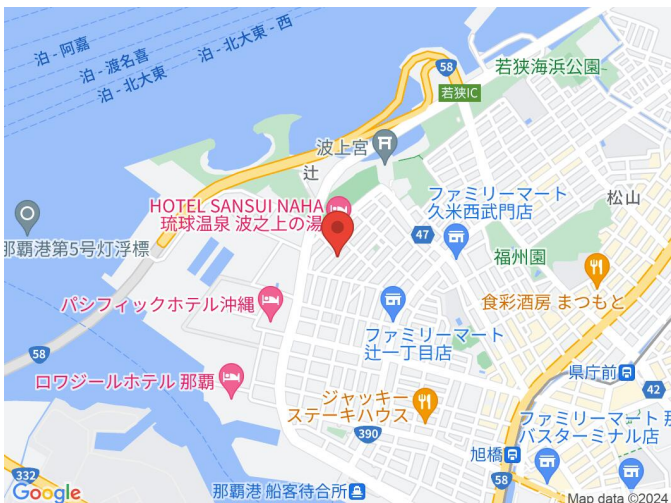 泊 - 阿嘉
泊 - 渡名喜
泊 - 北大東
泊 - 北大東 - 西
58
若狭IC
若狭海浜公園
波上宮
辻
HOTEL SANSUI NAHA
琉球温泉 波之上の湯
ファミリーマート
久米西武門店
松山
那覇港第5号灯浮標
47
福州園
食彩酒房 まつもと
パシフィックホテル沖縄
ファミリーマート
辻一丁目店
58
県庁前
42
ロワジールホテル 那覇
ジャッキー
ステーキハウス
390
ファミリーマート 那
バスターミナル店
旭橋
58
332
那覇港 船客待合所
Google
Map data ©2024